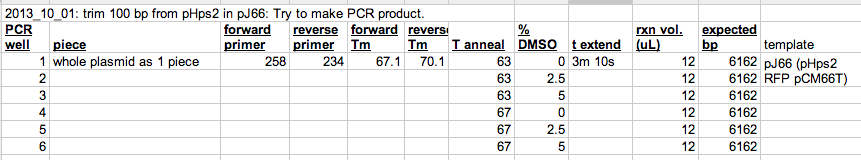 2013_10_01: trim 100 bp from pHps2 in pJ66: Try to make PCR product.
PCR well piece forward primer reverse primer forward Tm revers Tm T anneal % DMSO t extend rxn vol. (uL) expected bp template
1 whole plasmid as 1 piece 258 234 67.1 70.1 63 0 3m 10s 12 6162 pJ66 (pHps2 RFP pCM66T)
2 63 2.5 12 6162
3 63 5 12 6162
4 67 0 12 6162
5 67 2.5 12 6162
6 67 5 12 6162